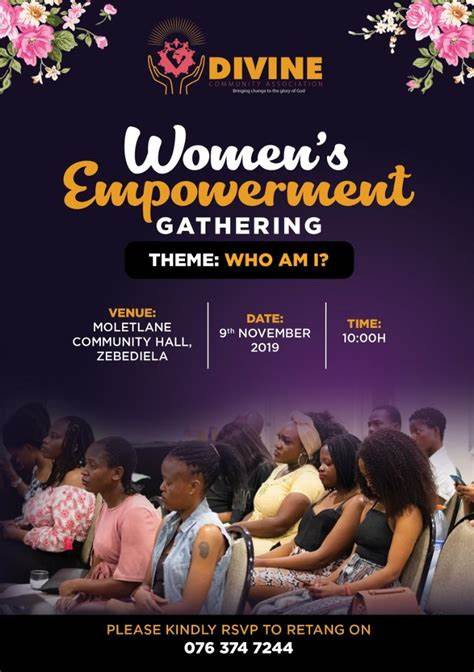 DIVINE
COMMUNITY ASSOCIATION
Bringing change to the glory of God
Women's
Empowerment
GATHERING
THEME: WHO AM I?
VENUE:
MOLETLANE
COMMUNITY HALL,
ZEBEDIELA
DATE:
9th NOVEMBER
2019
TIME:
10:00H
PLEASE KINDLY RSVP TO RETANG ON
076 374 7244